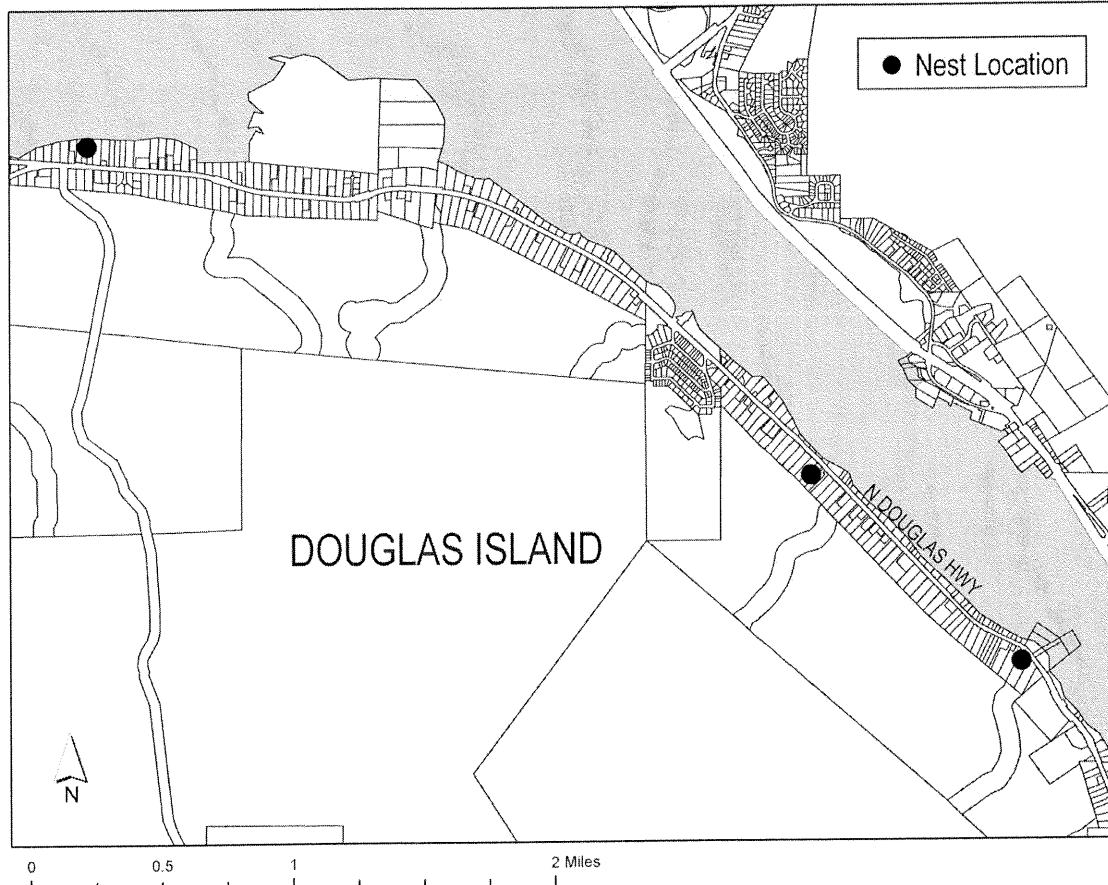 Nest Location
N DOUGLAS HWY
DOUGLAS ISLAND
N
0 0.5 1 2 Miles